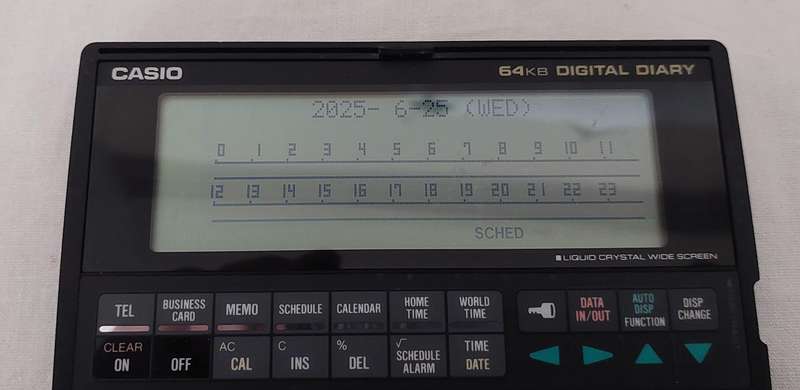 CASIO 64KB DIGITAL DIARY
2025- 6-25 (WED)
0 1 2 3 4 5 6 7 8 9 10 11
12 13 14 15 16 17 18 19 20 21 22 23
SCHED
LIQUID CRYSTAL WIDE SCREEN
TEL BUSINESS CARD MEMO SCHEDULE CALENDAR HOME TIME WORLD TIME DATA IN/OUT AUTO DISP FUNCTION DISP CHANGE
CLEAR ON OFF AC CAL C INS % DEL √ SCHEDULE ALARM TIME DATE